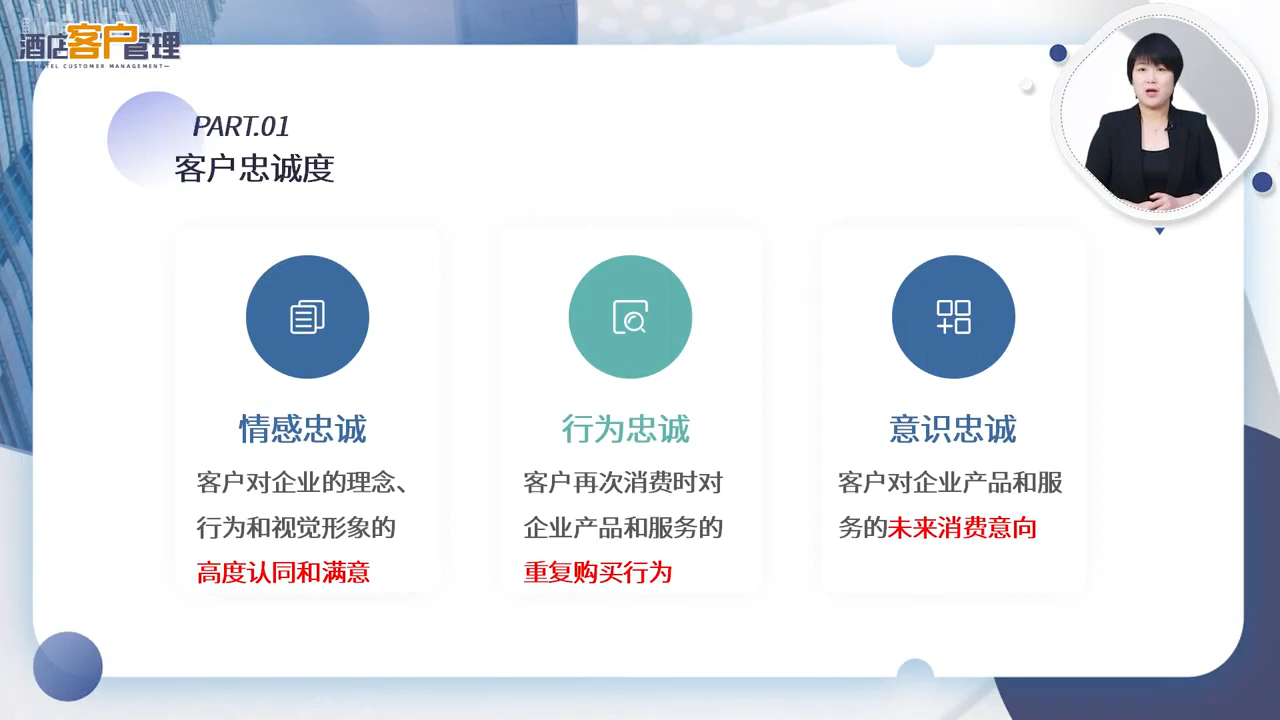 酒店客户管理
HOTEL CUSTOMER MANAGEMENT
PART.01
客户忠诚度
情感忠诚
客户对企业的理念、
行为和视觉形象的
高度认同和满意
行为忠诚
客户再次消费时对
企业产品和服务的
重复购买行为
意识忠诚
客户对企业产品和服
务的未来消费意向